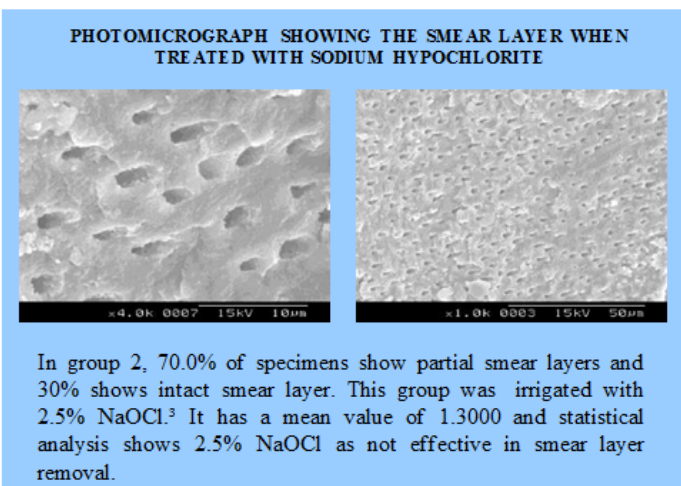 PHOTOMICROGRAPH SHOWING THE SMEAR LAYER WHEN
TREATED WITH SODIUM HYPOCHLORITE
×4.0k 0007 15kV 10µm
×1.0k 0003 15kV 50µm
In group 2, 70.0% of specimens show partial smear layers and
30% shows intact smear layer. This group was irrigated with
2.5% NaOCl.³ It has a mean value of 1.3000 and statistical
analysis shows 2.5% NaOCl as not effective in smear layer
removal.